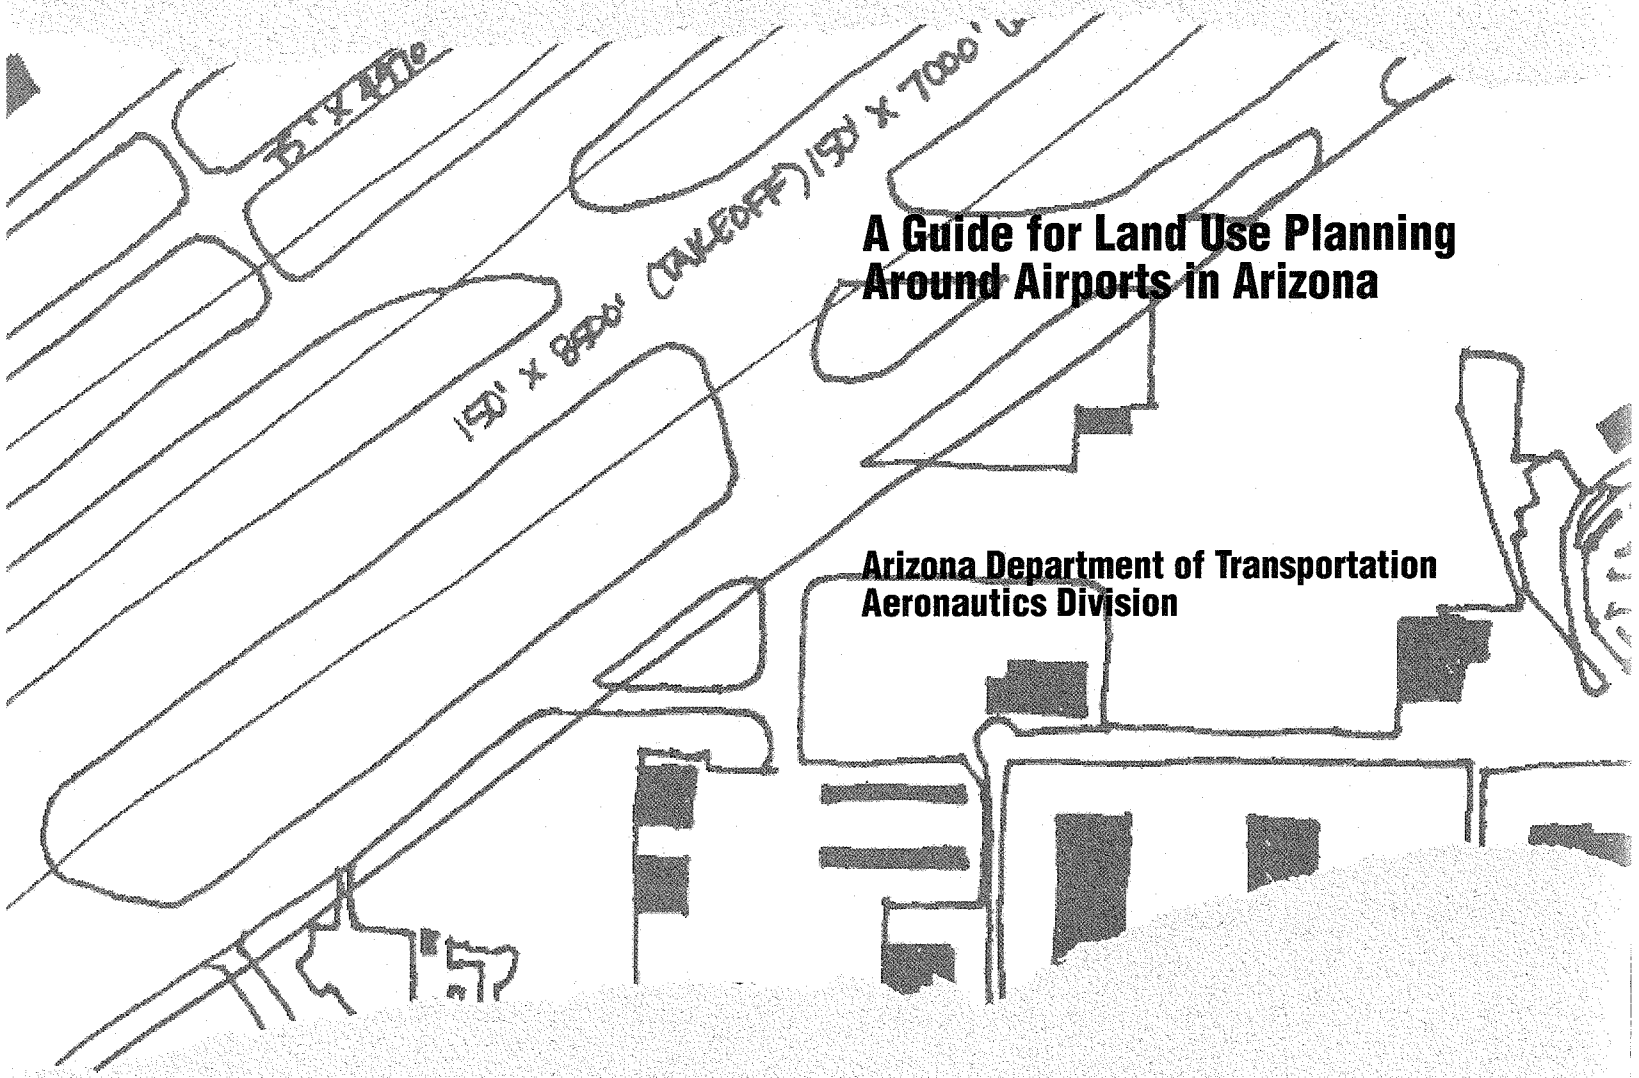 150' x 8500' (TAKEOFF) 150' x 7000'
A Guide for Land Use Planning
Around Airports in Arizona
Arizona Department of Transportation
Aeronautics Division